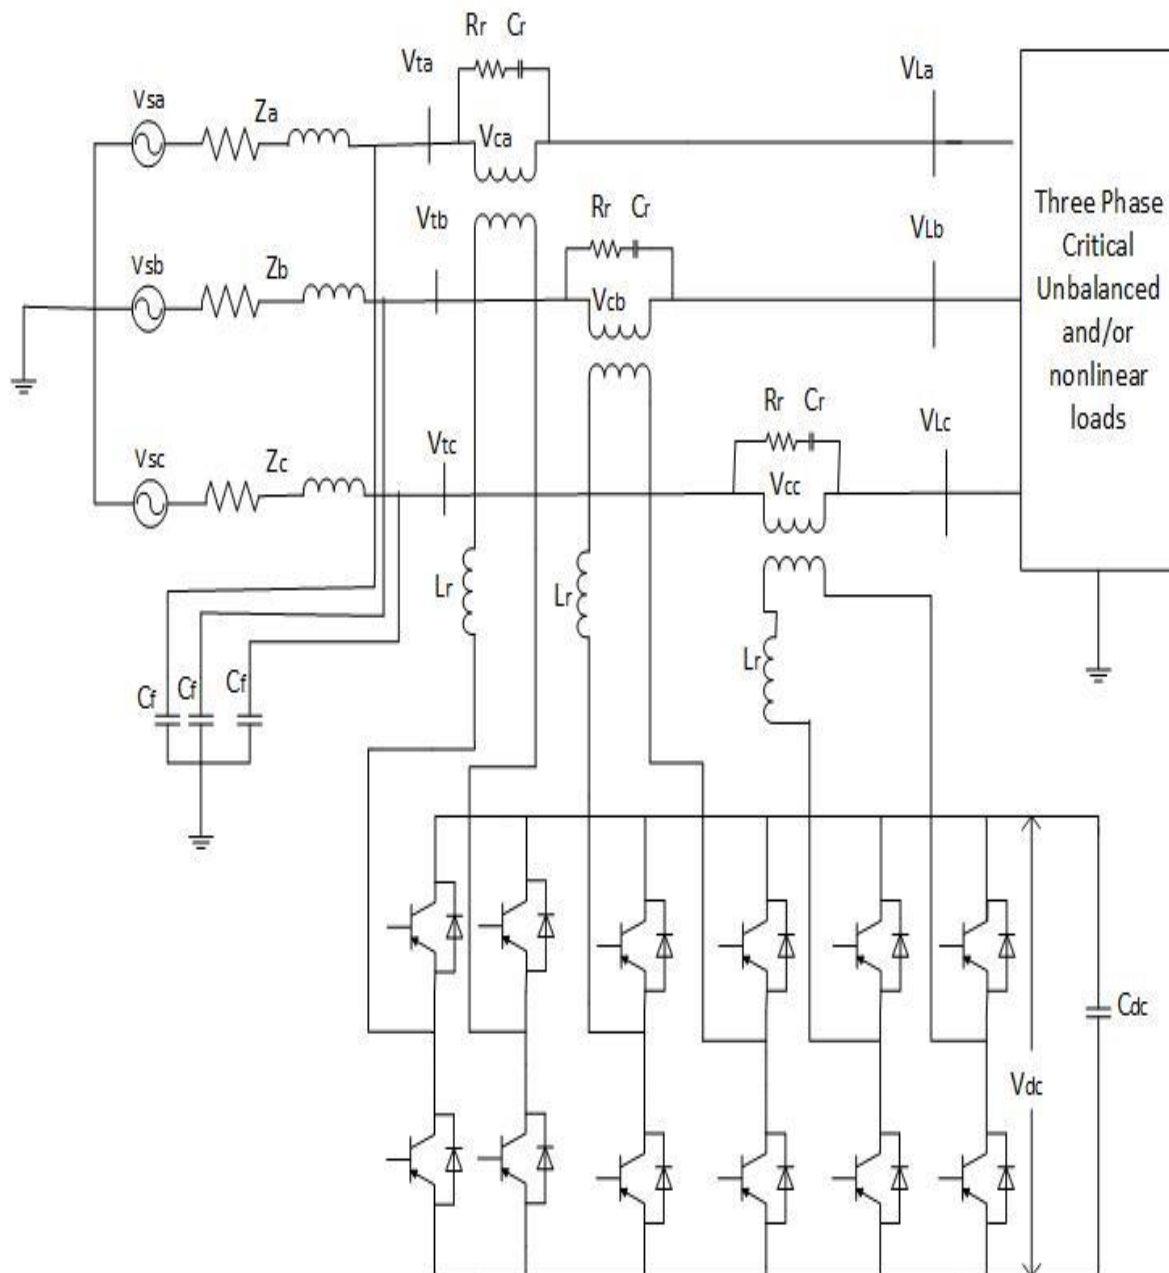 Rr Cr
Vta
VLa
Vsa
Za
Vca
Three Phase
Critical
Unbalanced
and/or
nonlinear
loads
Rr Cr
Vtb
VLb
Vsb
Zb
Vcb
Rr Cr
Vtc
VLc
Vsc
Zc
Vcc
Lr
Lr
Lr
Cf
Cf
Cf
Cdc
Vdc